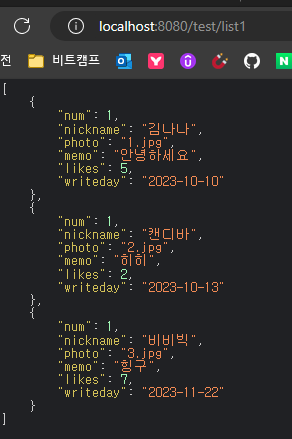 localhost:8080/test/list1
전
비트캠프
[
{
"num": 1,
"nickname": "김나나",
"photo": "1.jpg",
"memo": "안녕하세요",
"likes": 5,
"writeday": "2023-10-10"
},
{
"num": 1,
"nickname": "캔디바",
"photo": "2.jpg",
"memo": "히히",
"likes": 2,
"writeday": "2023-10-13"
},
{
"num": 1,
"nickname": "비비빅",
"photo": "3.jpg",
"memo": "힝구",
"likes": 7,
"writeday": "2023-11-22"
}
]